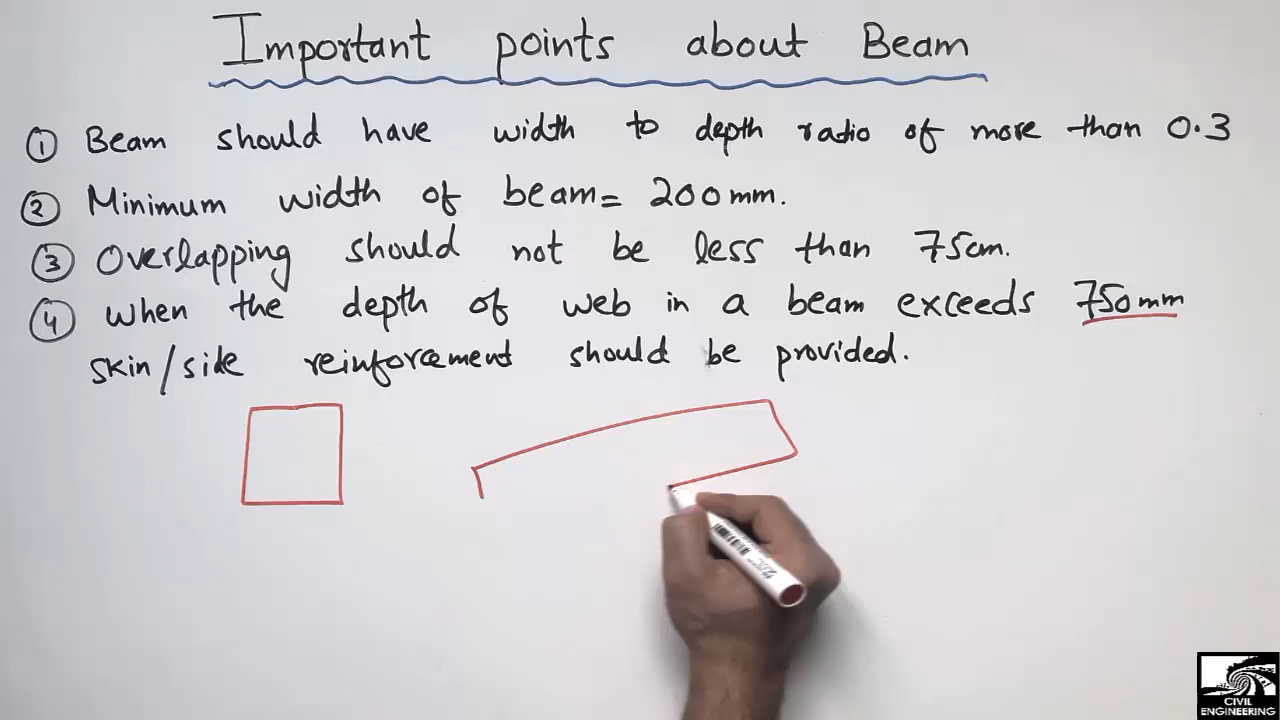 Important points about Beam
① Beam should have width to depth ratio of more than 0.3
② Minimum width of beam= 200mm.
③ Overlapping should not be less than 75cm.
④ When the depth of web in a beam exceeds 750mm
skin/side reinforcement should be provided.
CIVIL
ENGINEERING